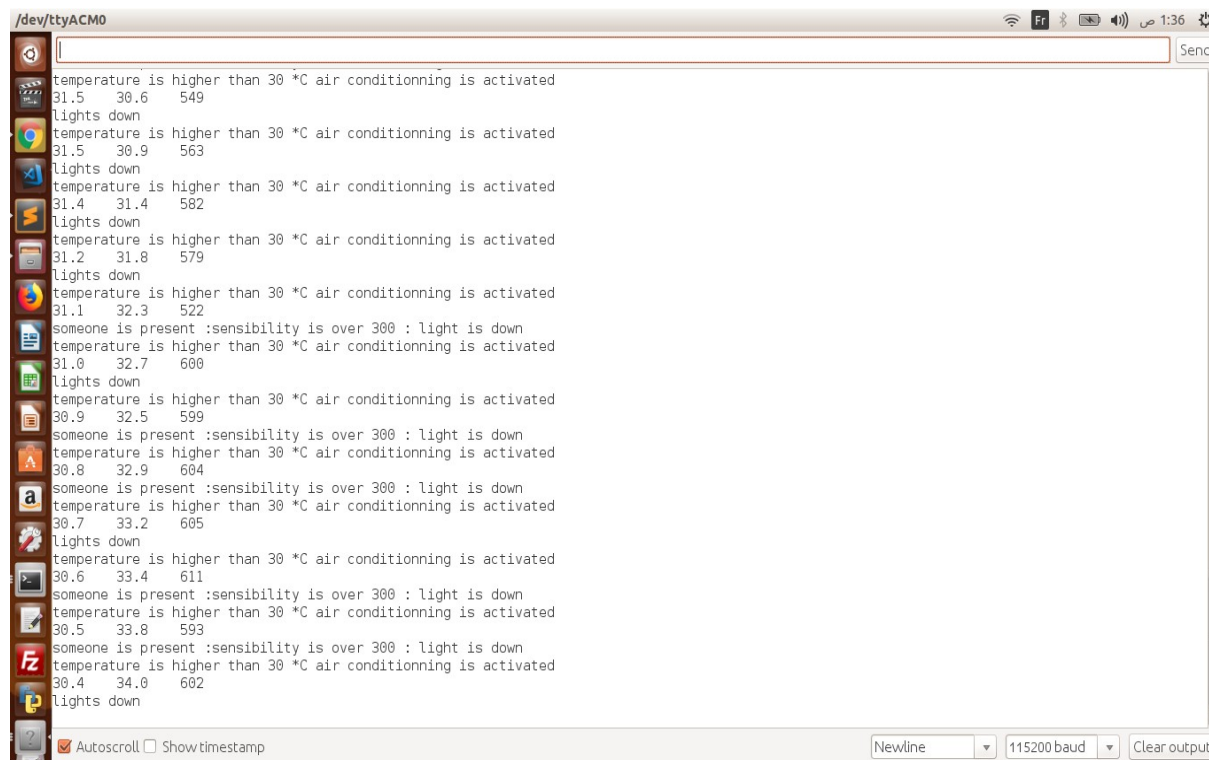 /dev/ttyACM0
Fr
ص 1:36
temperature is higher than 30 *C air conditionning is activated
31.5 30.6 549
lights down
temperature is higher than 30 *C air conditionning is activated
31.5 30.9 563
lights down
temperature is higher than 30 *C air conditionning is activated
31.4 31.4 582
lights down
temperature is higher than 30 *C air conditionning is activated
31.2 31.8 579
lights down
temperature is higher than 30 *C air conditionning is activated
31.1 32.3 522
someone is present :sensibility is over 300 : light is down
temperature is higher than 30 *C air conditionning is activated
31.0 32.7 600
lights down
temperature is higher than 30 *C air conditionning is activated
30.9 32.5 599
someone is present :sensibility is over 300 : light is down
temperature is higher than 30 *C air conditionning is activated
30.8 32.9 604
someone is present :sensibility is over 300 : light is down
temperature is higher than 30 *C air conditionning is activated
30.7 33.2 605
lights down
temperature is higher than 30 *C air conditionning is activated
30.6 33.4 611
someone is present :sensibility is over 300 : light is down
temperature is higher than 30 *C air conditionning is activated
30.5 33.8 593
someone is present :sensibility is over 300 : light is down
temperature is higher than 30 *C air conditionning is activated
30.4 34.0 602
lights down
Autoscroll Show timestamp Newline 115200 baud Clear output